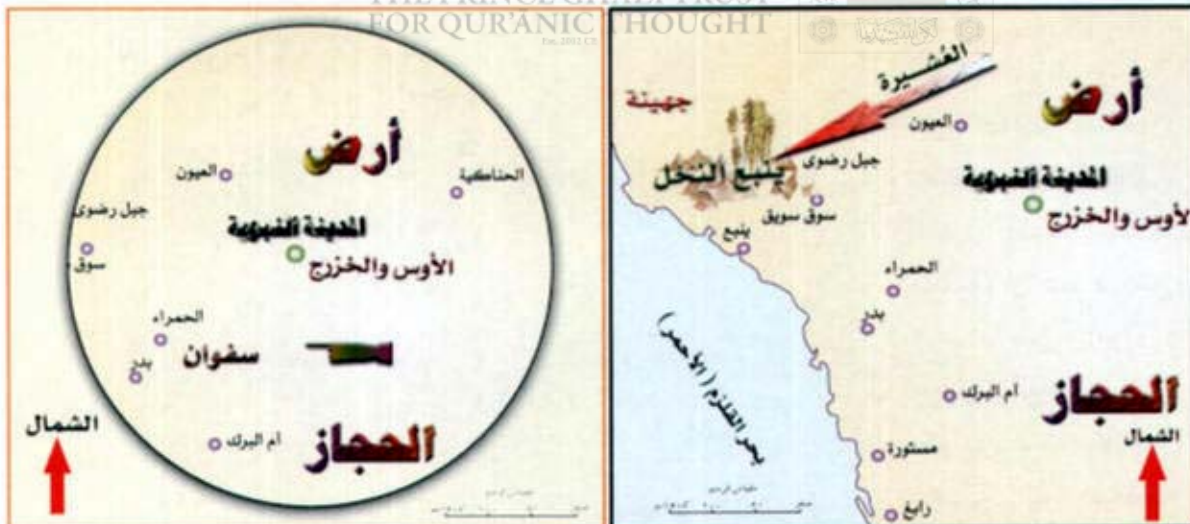 THE PRINCE GHAZI TRUST
FOR QUR'ANIC THOUGHT
العُشيرة
جهينة
أرض
العيون
جبل رضوى
ينبع النخل
المدينة النبوية
سوق سويق
الأوس والخزرج
ينبع
الحمراء
بدر
بحر القلزم (الأحمر)
أم البرك
الحجاز
الشمال
مستورة
رابغ
أرض
العيون
الحناكية
جبل رضوى
المدينة النبوية
سوق
الأوس والخزرج
الحمراء
سفوان
بدر
الشمال
أم البرك
الحجاز